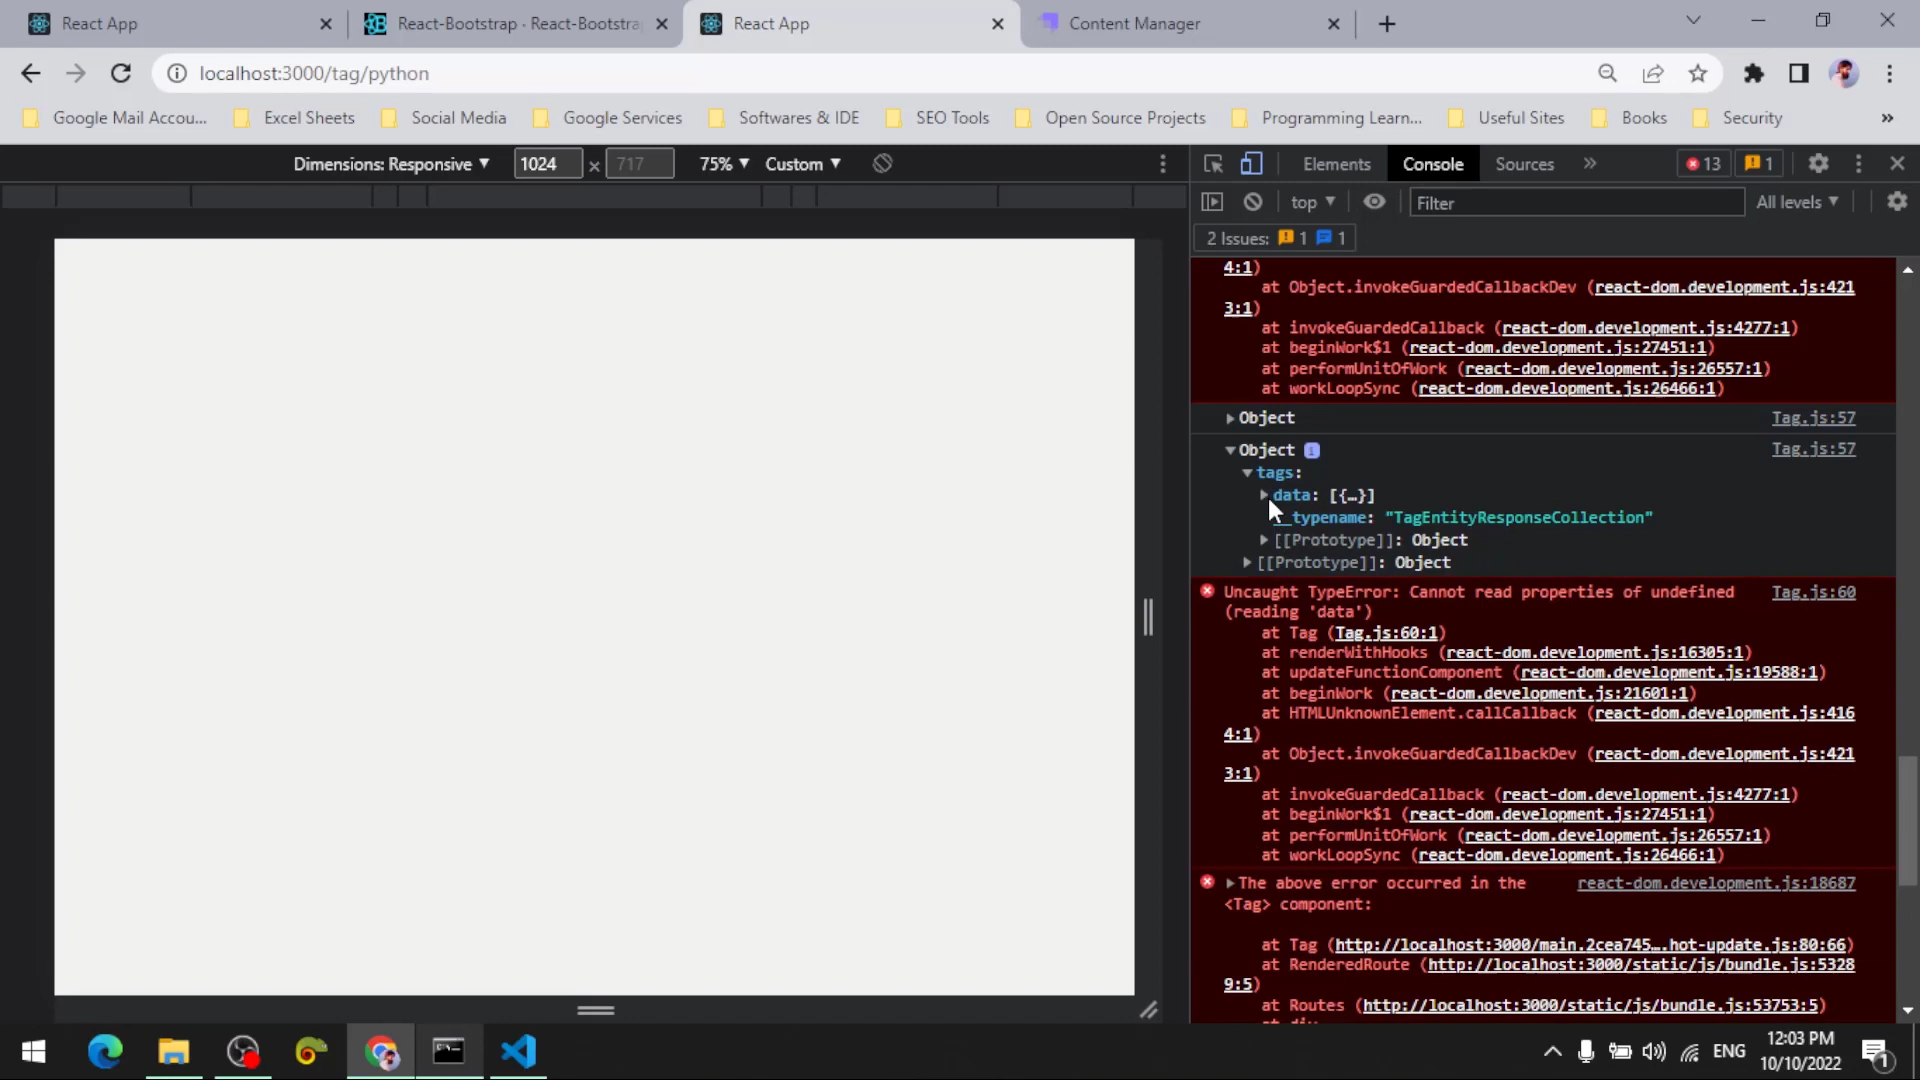 React App
React-Bootstrap · React-Bootstra
React App
Content Manager
localhost:3000/tag/python
Google Mail Accou...
Excel Sheets
Social Media
Google Services
Softwares & IDE
SEO Tools
Open Source Projects
Programming Learn...
Useful Sites
Books
Security
»
Dimensions: Responsive ▼
1024
x
717
75% ▼
Custom ▼
Elements
Console
Sources
»
13
1
top ▼
Filter
All levels ▼
2 Issues: 1 1
4:1)
at Object.invokeGuardedCallbackDev (react-dom.development.js:421
3:1)
at invokeGuardedCallback (react-dom.development.js:4277:1)
at beginWork$1 (react-dom.development.js:27451:1)
at performUnitOfWork (react-dom.development.js:26557:1)
at workLoopSync (react-dom.development.js:26466:1)
▶Object Tag.js:57
▼Object i Tag.js:57
▼tags:
▶data: [{…}]
__typename: "TagEntityResponseCollection"
▶[[Prototype]]: Object
▶[[Prototype]]: Object
Uncaught TypeError: Cannot read properties of undefined Tag.js:60
(reading 'data')
at Tag (Tag.js:60:1)
at renderWithHooks (react-dom.development.js:16305:1)
at updateFunctionComponent (react-dom.development.js:19588:1)
at beginWork (react-dom.development.js:21601:1)
at HTMLUnknownElement.callCallback (react-dom.development.js:416
4:1)
at Object.invokeGuardedCallbackDev (react-dom.development.js:421
3:1)
at invokeGuardedCallback (react-dom.development.js:4277:1)
at beginWork$1 (react-dom.development.js:27451:1)
at performUnitOfWork (react-dom.development.js:26557:1)
at workLoopSync (react-dom.development.js:26466:1)
▶The above error occurred in the react-dom.development.js:18687
<Tag> component:
at Tag (http://localhost:3000/main.2cea745….hot-update.js:80:66)
at RenderedRoute (http://localhost:3000/static/js/bundle.js:5328
9:5)
at Routes (http://localhost:3000/static/js/bundle.js:53753:5)
at div
ENG
12:03 PM
10/10/2022
1